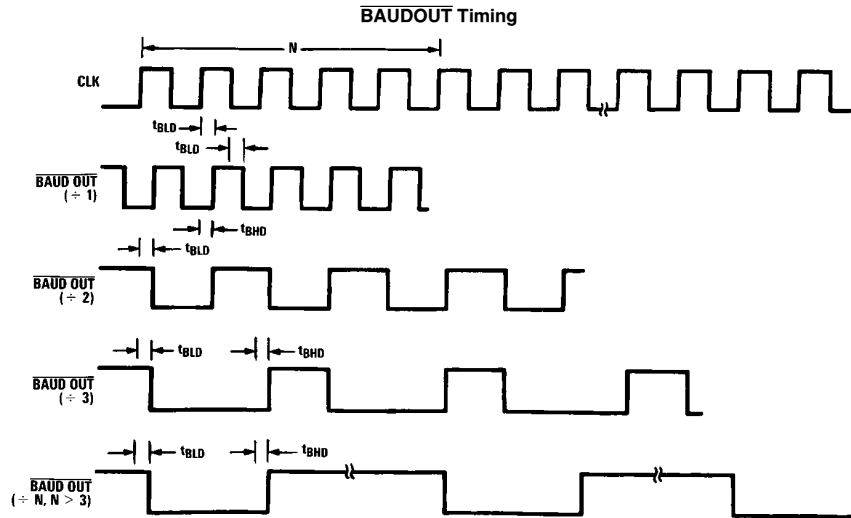 BAUDOUT Timing
N
CLK
tBLD
tBLD
BAUD OUT
(÷ 1)
tBHD
tBLD
BAUD OUT
(÷ 2)
tBLD
tBHD
BAUD OUT
(÷ 3)
tBLD
tBHD
BAUD OUT
(÷ N, N > 3)